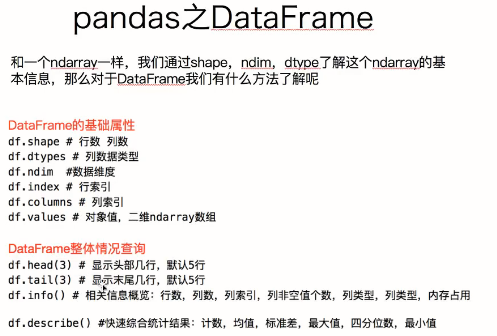 pandas之DataFrame
和一个ndarray一样，我们通过shape，ndim，dtype了解这个ndarray的基
本信息，那么对于DataFrame我们有什么方法了解呢
DataFrame的基础属性
df.shape # 行数 列数
df.dtypes # 列数据类型
df.ndim #数据维度
df.index # 行索引
df.columns # 列索引
df.values # 对象值，二维ndarray数组
DataFrame整体情况查询
df.head(3) # 显示头部几行，默认5行
df.tail(3) # 显示末尾几行，默认5行
df.info() # 相关信息概览：行数，列数，列索引，列非空值个数，列类型，列类型，内存占用
df.describe() #快速综合统计结果：计数，均值，标准差，最大值，四分位数，最小值